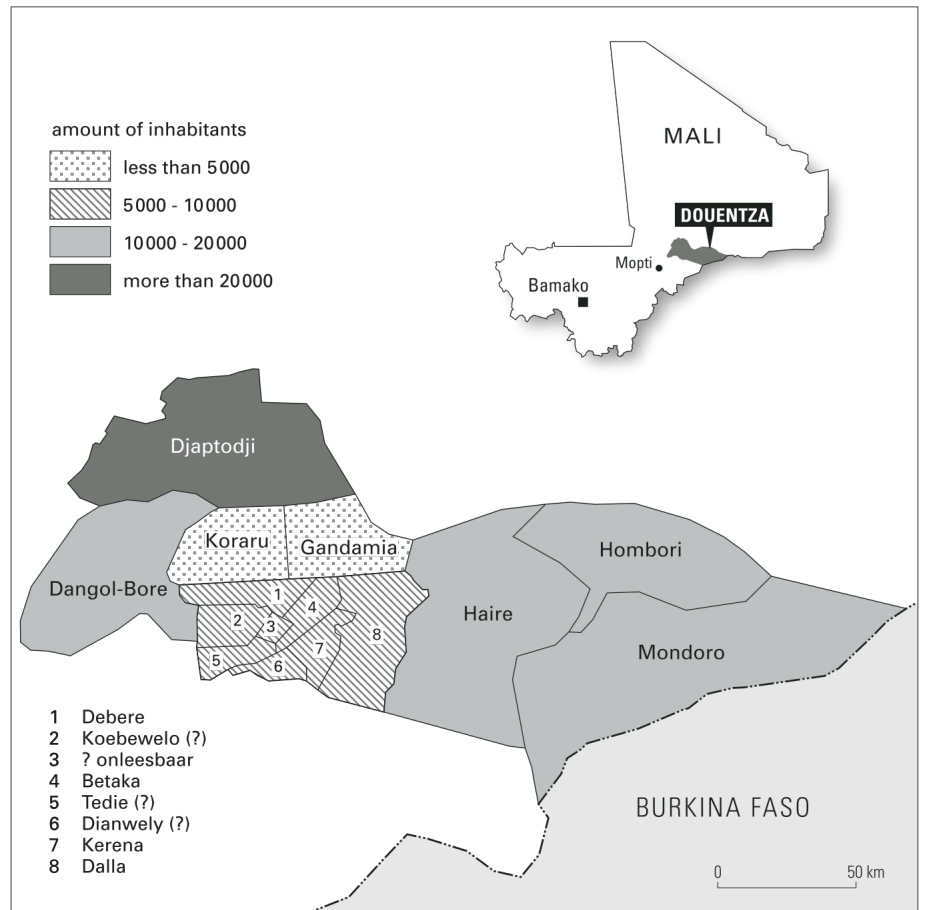 amount of inhabitants
less than 5000
5000 - 10000
10000 - 20000
more than 20000
MALI
DOUENTZA
Mopti
Bamako
Djaptodji
Koraru
Gandamia
Dangol-Bore
Haire
Hombori
Mondoro
1
2
3
4
5
6
7
8
1 Debere
2 Koebewelo (?)
3 ? onleesbaar
4 Betaka
5 Tedie (?)
6 Dianwely (?)
7 Kerena
8 Dalla
BURKINA FASO
0 50 km